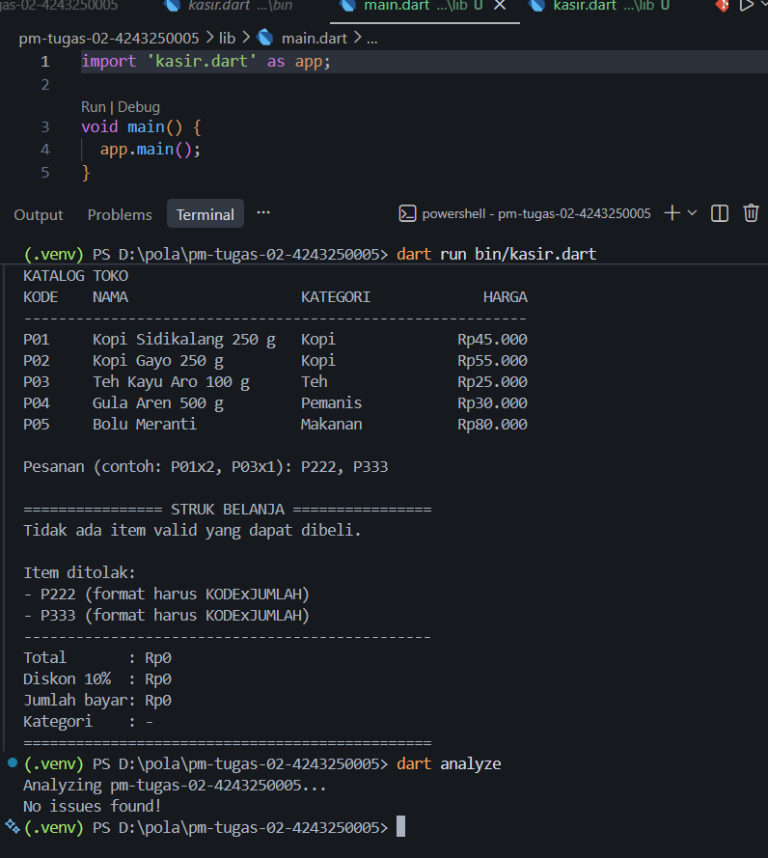 as-02-4243250005 kasir.dart ...\bin main.dart ...\lib U kasir.dart ...\lib U
pm-tugas-02-4243250005 > lib > main.dart > ...
1 import 'kasir.dart' as app;
2
Run | Debug
3 void main() {
4 app.main();
5 }
Output Problems Terminal ... powershell - pm-tugas-02-4243250005
(.venv) PS D:\pola\pm-tugas-02-4243250005> dart run bin/kasir.dart
KATALOG TOKO
KODE NAMA KATEGORI HARGA
----------------------------------------------------------
P01 Kopi Sidikalang 250 g Kopi Rp45.000
P02 Kopi Gayo 250 g Kopi Rp55.000
P03 Teh Kayu Aro 100 g Teh Rp25.000
P04 Gula Aren 500 g Pemanis Rp30.000
P05 Bolu Meranti Makanan Rp80.000
Pesanan (contoh: P01x2, P03x1): P222, P333
================ STRUK BELANJA ================
Tidak ada item valid yang dapat dibeli.
Item ditolak:
- P222 (format harus KODExJUMLAH)
- P333 (format harus KODExJUMLAH)
-----------------------------------------------
Total : Rp0
Diskon 10% : Rp0
Jumlah bayar: Rp0
Kategori : -
===============================================
(.venv) PS D:\pola\pm-tugas-02-4243250005> dart analyze
Analyzing pm-tugas-02-4243250005...
No issues found!
(.venv) PS D:\pola\pm-tugas-02-4243250005>